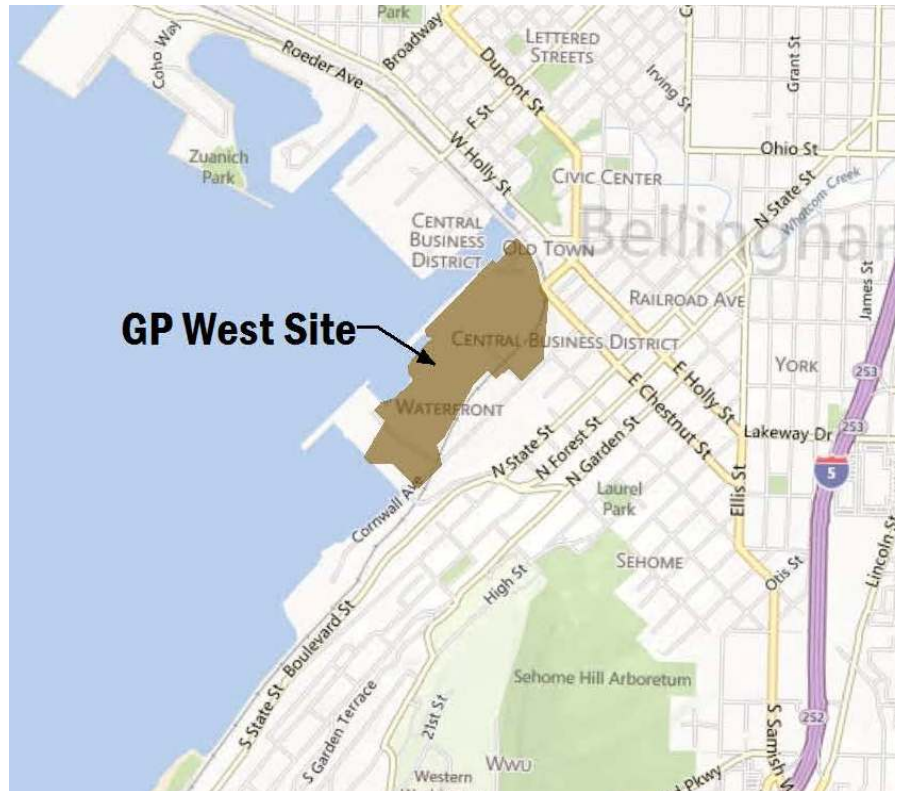 Park
Coho Way
Roeder Ave
Broadway
LETTERED
STREETS
Dupont St
Irving St
Grant St
F St
W Holly St
Ohio St
Zuanich
Park
CIVIC CENTER
N State St
Whatcom Creek
CENTRAL
BUSINESS
DISTRICT
OLD TOWN
Bellingham
RAILROAD AVE
James St
GP West Site
CENTRAL BUSINESS DISTRICT
YORK
253
E Holly St
E Chestnut St
WATERFRONT
Lakeway Dr
253
5
N State St
N Forest St
N Garden St
Ellis St
Laurel
Park
Cornwall Ave
SEHOME
Otis St
Lincoln St
High St
S State St
Boulevard St
Sehome Hill Arboretum
S Garden Terrace
21st St
252
S Samish W
WWU
Western
Pkwy